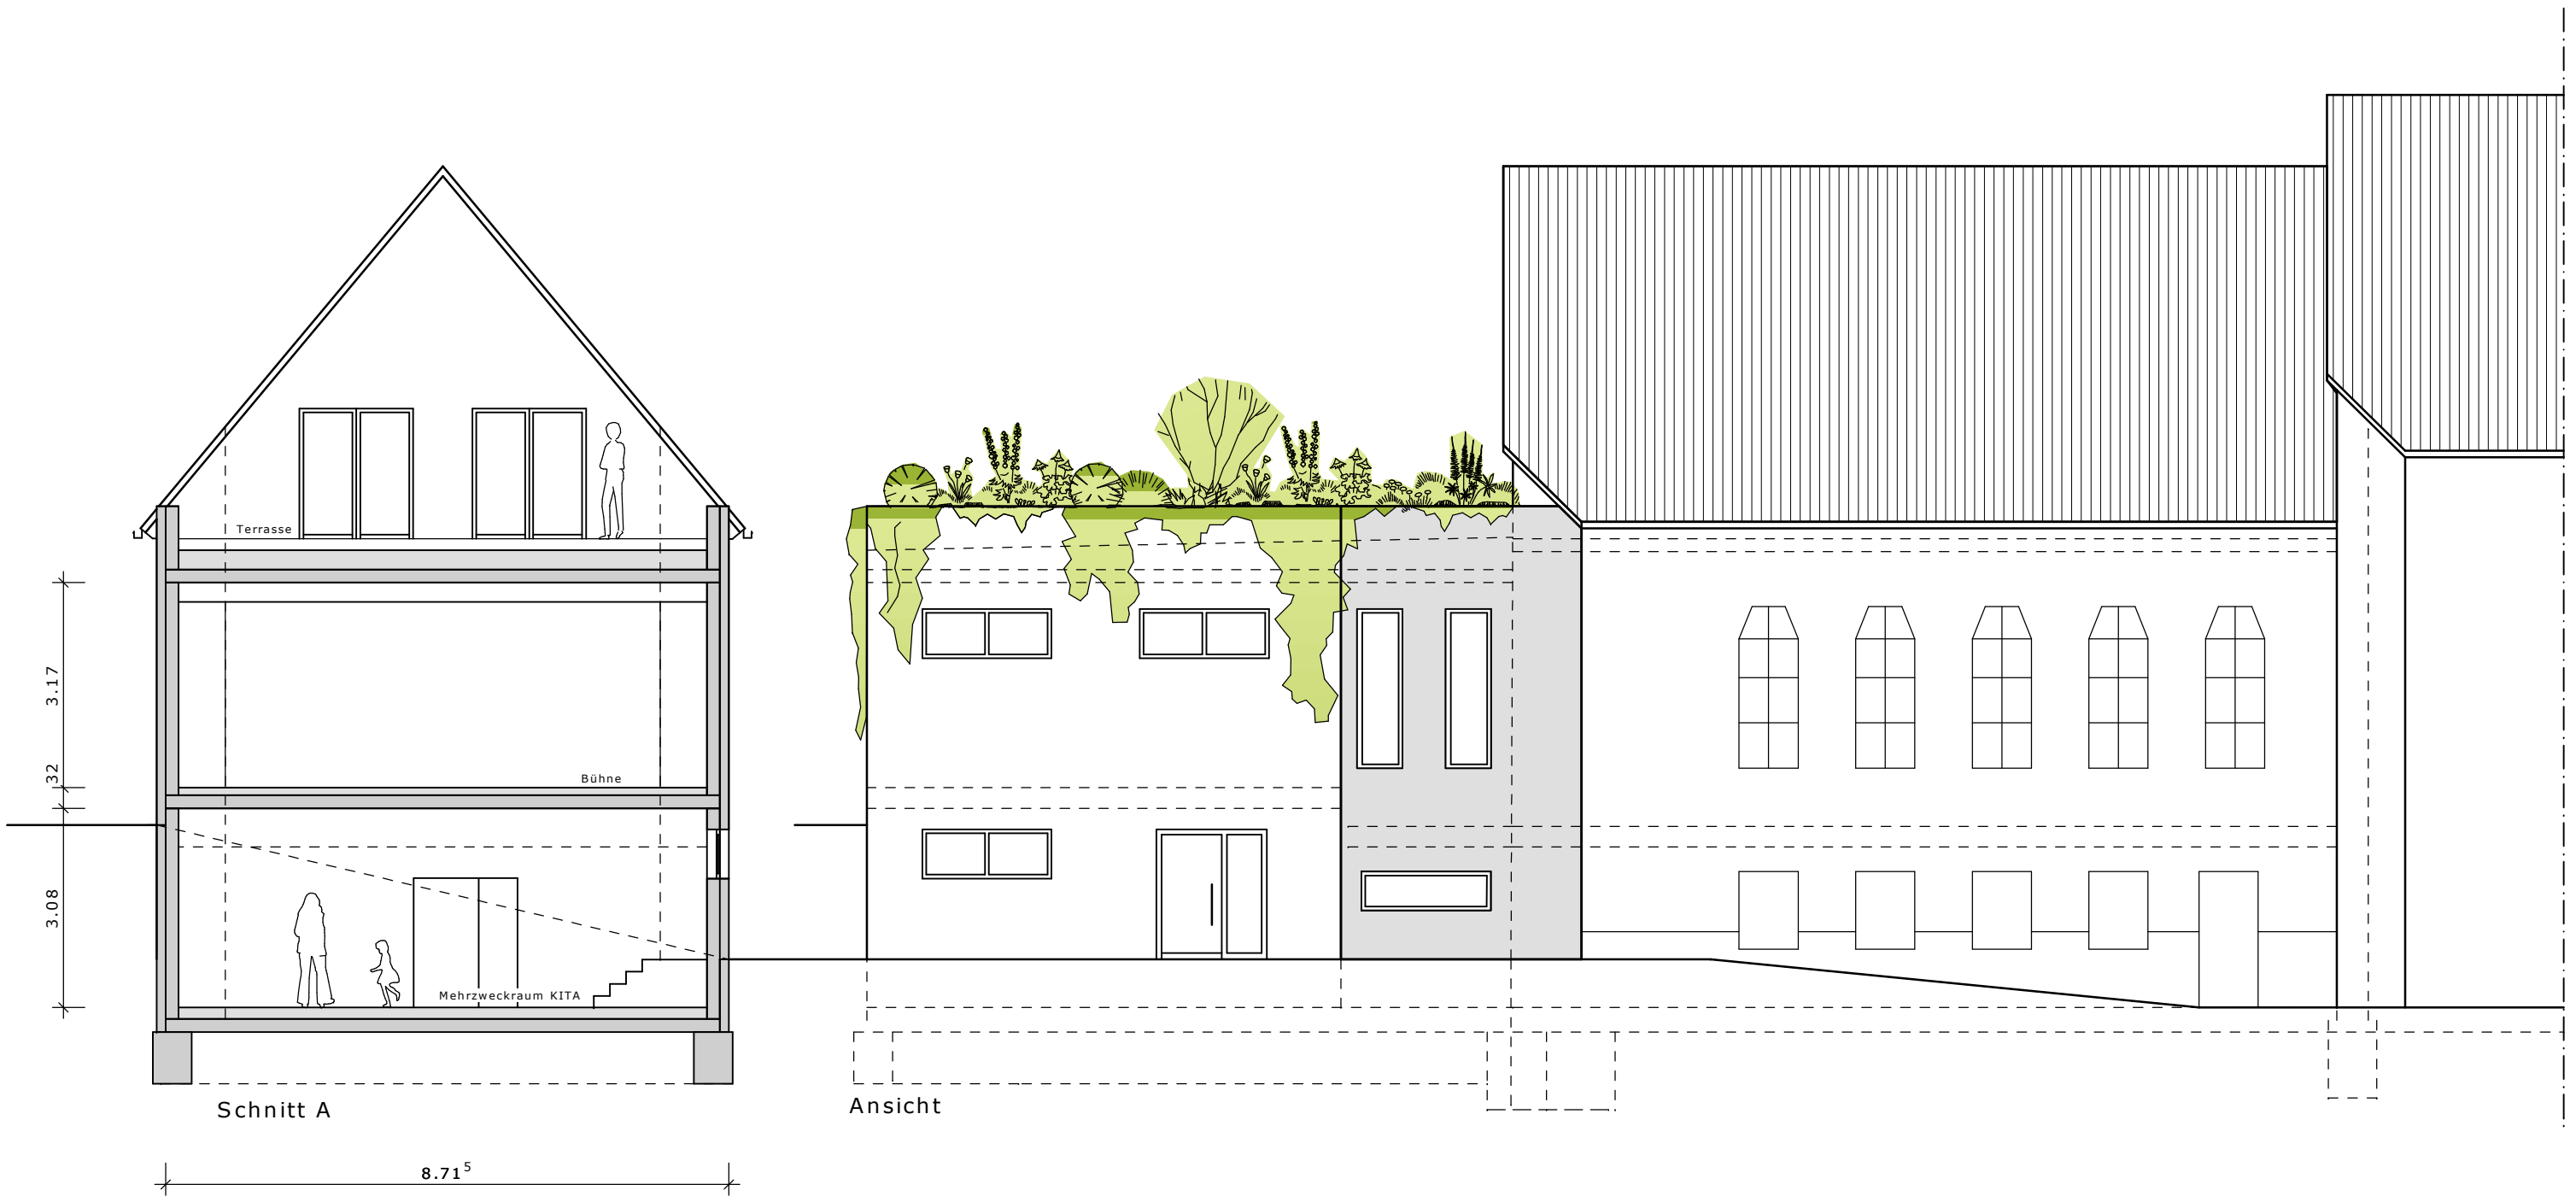 Terrasse
3.17
32
Bühne
3.08
Mehrzweckraum KITA
Schnitt A
Ansicht
8.71⁵